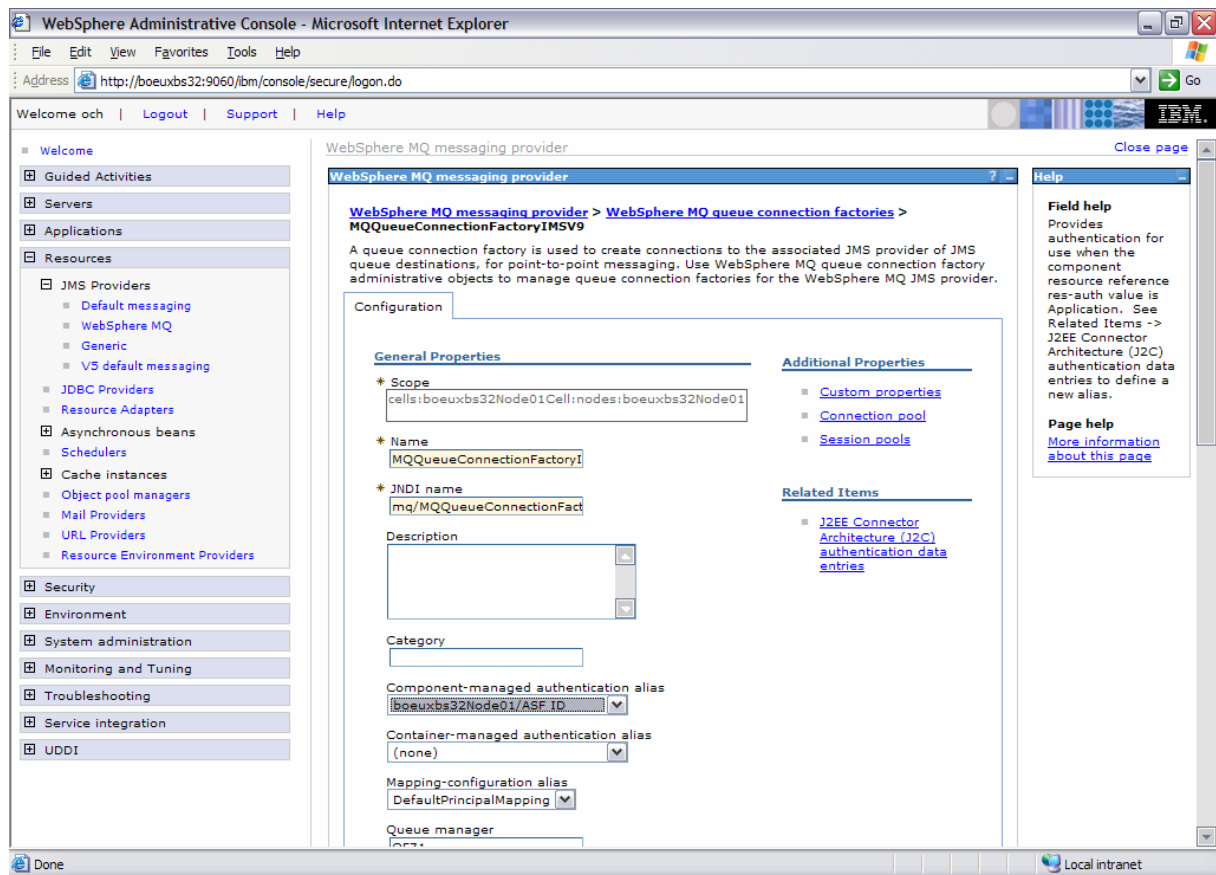 WebSphere Administrative Console - Microsoft Internet Explorer
File Edit View Favorites Tools Help
Address http://boeuxbs32:9060/ibm/console/secure/logon.do Go
Welcome och | Logout | Support | Help
IBM.
Welcome
Guided Activities
Servers
Applications
Resources
JMS Providers
Default messaging
WebSphere MQ
Generic
V5 default messaging
JDBC Providers
Resource Adapters
Asynchronous beans
Schedulers
Cache instances
Object pool managers
Mail Providers
URL Providers
Resource Environment Providers
Security
Environment
System administration
Monitoring and Tuning
Troubleshooting
Service integration
UDDI
WebSphere MQ messaging provider
Close page
WebSphere MQ messaging provider ?
WebSphere MQ messaging provider > WebSphere MQ queue connection factories >
MQQueueConnectionFactoryIMSV9
A queue connection factory is used to create connections to the associated JMS provider of JMS
queue destinations, for point-to-point messaging. Use WebSphere MQ queue connection factory
administrative objects to manage queue connection factories for the WebSphere MQ JMS provider.
Configuration
General Properties
* Scope
cells:boeuxbs32Node01Cell:nodes:boeuxbs32Node01
* Name
MQQueueConnectionFactoryI
* JNDI name
mq/MQQueueConnectionFact
Description
Category
Component-managed authentication alias
boeuxbs32Node01/ASF ID
Container-managed authentication alias
(none)
Mapping-configuration alias
DefaultPrincipalMapping
Queue manager
Additional Properties
Custom properties
Connection pool
Session pools
Related Items
J2EE Connector
Architecture (J2C)
authentication data
entries
Help
Field help
Provides
authentication for
use when the
component
resource reference
res-auth value is
Application. See
Related Items ->
J2EE Connector
Architecture (J2C)
authentication data
entries to define a
new alias.
Page help
More information
about this page
Done
Local intranet